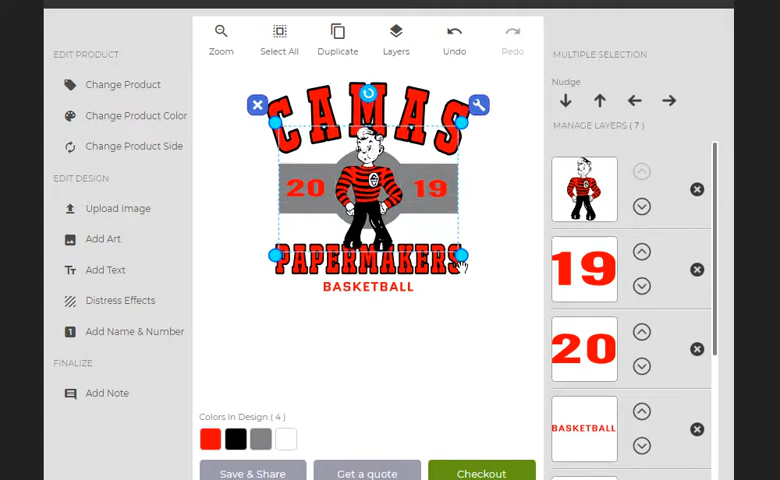 Zoom
Select All
Duplicate
Layers
Undo
Redo
EDIT PRODUCT
Change Product
Change Product Color
Change Product Side
EDIT DESIGN
Upload Image
Add Art
Add Text
Distress Effects
Add Name & Number
FINALIZE
Add Note
CAMAS
20 19
PAPERMAKERS
BASKETBALL
Colors In Design ( 4 )
Save & Share
Get a quote
Checkout
MULTIPLE SELECTION
Nudge
MANAGE LAYERS ( 7 )
19
20
BASKETBALL